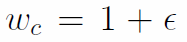 w_c = 1 + ϵ